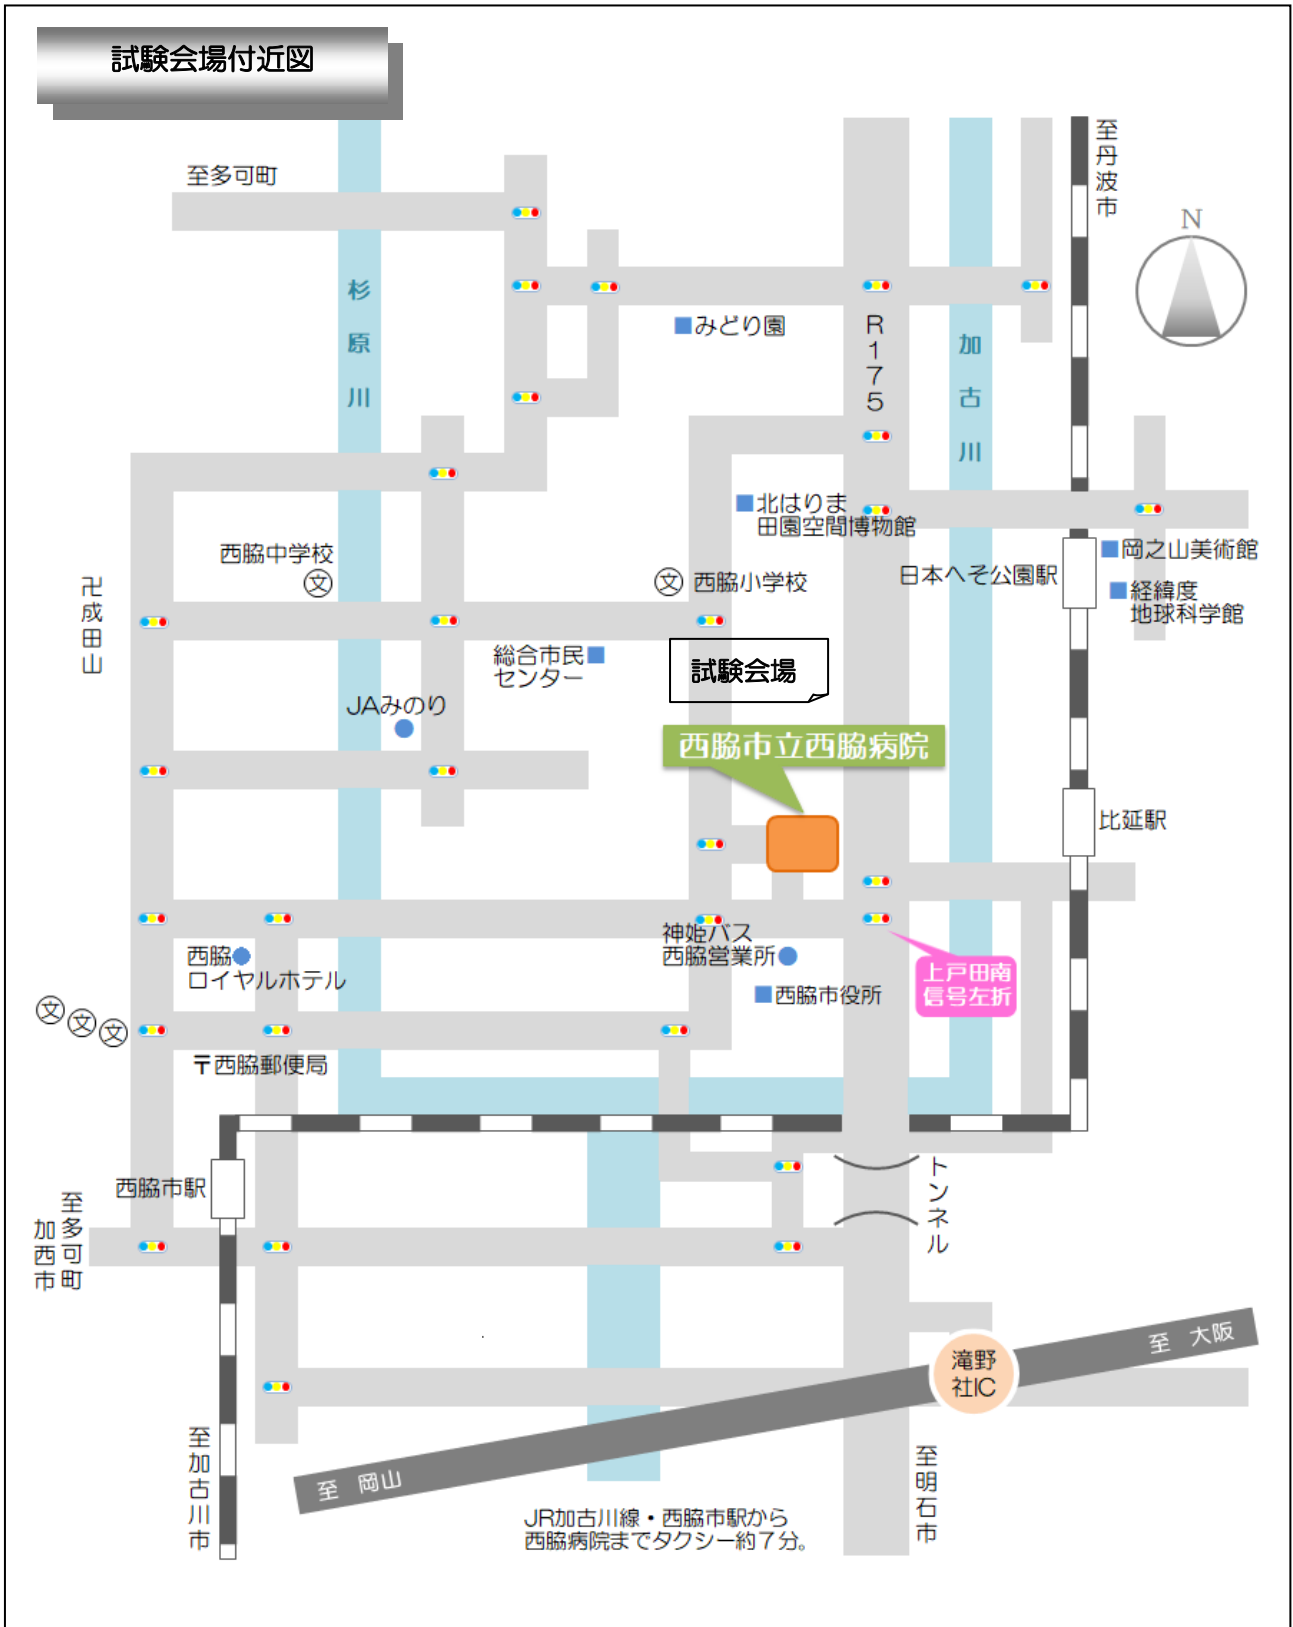 試験会場付近図
至多可町
至丹波市
N
杉原川
みどり園
R175
加古川
北はりま
田園空間博物館
西脇中学校
文
文
西脇小学校
日本へそ公園駅
岡之山美術館
経緯度
地球科学館
卍成田山
総合市民
センター
試験会場
JAみのり
西脇市立西脇病院
比延駅
神姫バス
西脇営業所
西脇
ロイヤルホテル
上戸田南
信号左折
西脇市役所
文
文
文
〒西脇郵便局
西脇市駅
トンネル
至多可町
加西市
至 大阪
滝野
社IC
至加古川市
至 岡山
至明石市
JR加古川線・西脇市駅から
西脇病院までタクシー約7分。